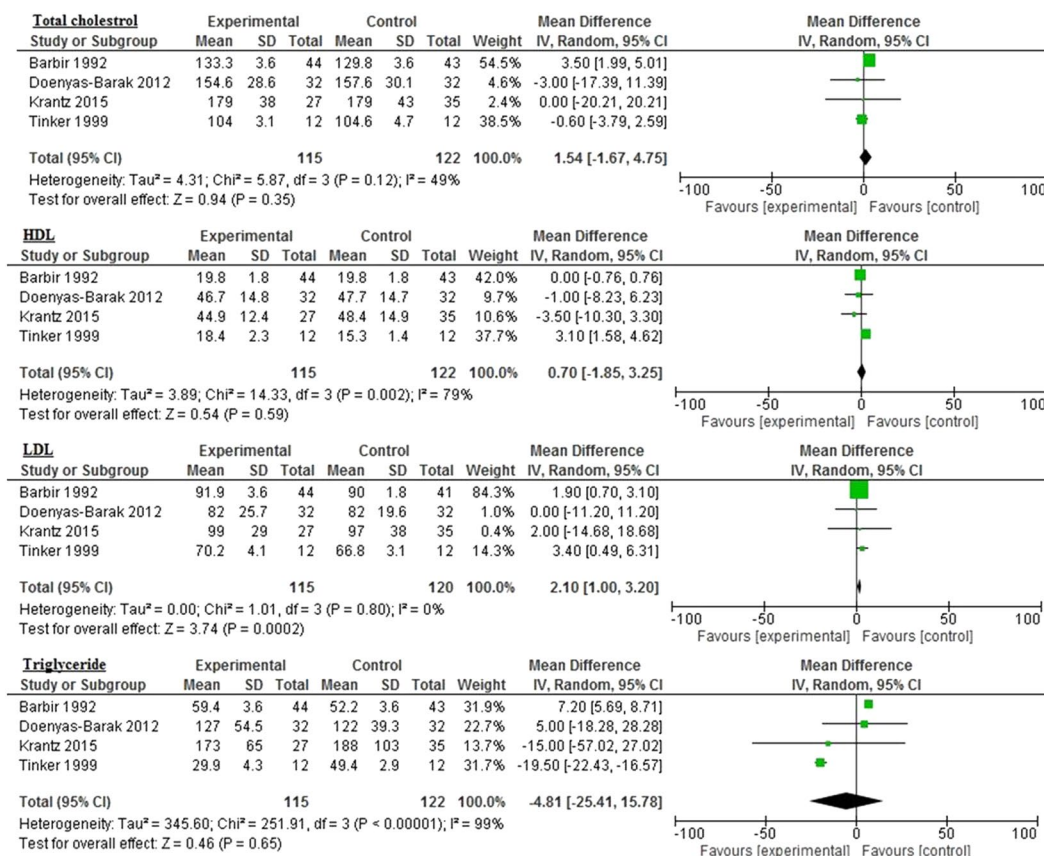 Total cholestrol Experimental Control Mean Difference Mean Difference
Study or Subgroup Mean SD Total Mean SD Total Weight IV, Random, 95% CI IV, Random, 95% CI
Barbir 1992 133.3 3.6 44 129.8 3.6 43 54.5% 3.50 [1.99, 5.01]
Doenyas-Barak 2012 154.6 28.6 32 157.6 30.1 32 4.6% -3.00 [-17.39, 11.39]
Krantz 2015 179 38 27 179 43 35 2.4% 0.00 [-20.21, 20.21]
Tinker 1999 104 3.1 12 104.6 4.7 12 38.5% -0.60 [-3.79, 2.59]
Total (95% CI) 115 122 100.0% 1.54 [-1.67, 4.75]
Heterogeneity: Tau² = 4.31; Chi² = 5.87, df = 3 (P = 0.12); I² = 49%
Test for overall effect: Z = 0.94 (P = 0.35)
-100 -50 0 50 100
Favours [experimental] Favours [control]
HDL Experimental Control Mean Difference Mean Difference
Study or Subgroup Mean SD Total Mean SD Total Weight IV, Random, 95% CI IV, Random, 95% CI
Barbir 1992 19.8 1.8 44 19.8 1.8 43 42.0% 0.00 [-0.76, 0.76]
Doenyas-Barak 2012 46.7 14.8 32 47.7 14.7 32 9.7% -1.00 [-8.23, 6.23]
Krantz 2015 44.9 12.4 27 48.4 14.9 35 10.6% -3.50 [-10.30, 3.30]
Tinker 1999 18.4 2.3 12 15.3 1.4 12 37.7% 3.10 [1.58, 4.62]
Total (95% CI) 115 122 100.0% 0.70 [-1.85, 3.25]
Heterogeneity: Tau² = 3.89; Chi² = 14.33, df = 3 (P = 0.002); I² = 79%
Test for overall effect: Z = 0.54 (P = 0.59)
-100 -50 0 50 100
Favours [experimental] Favours [control]
LDL Experimental Control Mean Difference Mean Difference
Study or Subgroup Mean SD Total Mean SD Total Weight IV, Random, 95% CI IV, Random, 95% CI
Barbir 1992 91.9 3.6 44 90 1.8 41 84.3% 1.90 [0.70, 3.10]
Doenyas-Barak 2012 82 25.7 32 82 19.6 32 1.0% 0.00 [-11.20, 11.20]
Krantz 2015 99 29 27 97 38 35 0.4% 2.00 [-14.68, 18.68]
Tinker 1999 70.2 4.1 12 66.8 3.1 12 14.3% 3.40 [0.49, 6.31]
Total (95% CI) 115 120 100.0% 2.10 [1.00, 3.20]
Heterogeneity: Tau² = 0.00; Chi² = 1.01, df = 3 (P = 0.80); I² = 0%
Test for overall effect: Z = 3.74 (P = 0.0002)
-100 -50 0 50 100
Favours [experimental] Favours [control]
Triglyceride Experimental Control Mean Difference Mean Difference
Study or Subgroup Mean SD Total Mean SD Total Weight IV, Random, 95% CI IV, Random, 95% CI
Barbir 1992 59.4 3.6 44 52.2 3.6 43 31.9% 7.20 [5.69, 8.71]
Doenyas-Barak 2012 127 54.5 32 122 39.3 32 22.7% 5.00 [-18.28, 28.28]
Krantz 2015 173 65 27 188 103 35 13.7% -15.00 [-57.02, 27.02]
Tinker 1999 29.9 4.3 12 49.4 2.9 12 31.7% -19.50 [-22.43, -16.57]
Total (95% CI) 115 122 100.0% -4.81 [-25.41, 15.78]
Heterogeneity: Tau² = 345.60; Chi² = 251.91, df = 3 (P < 0.00001); I² = 99%
Test for overall effect: Z = 0.46 (P = 0.65)
-100 -50 0 50 100
Favours [experimental] Favours [control]